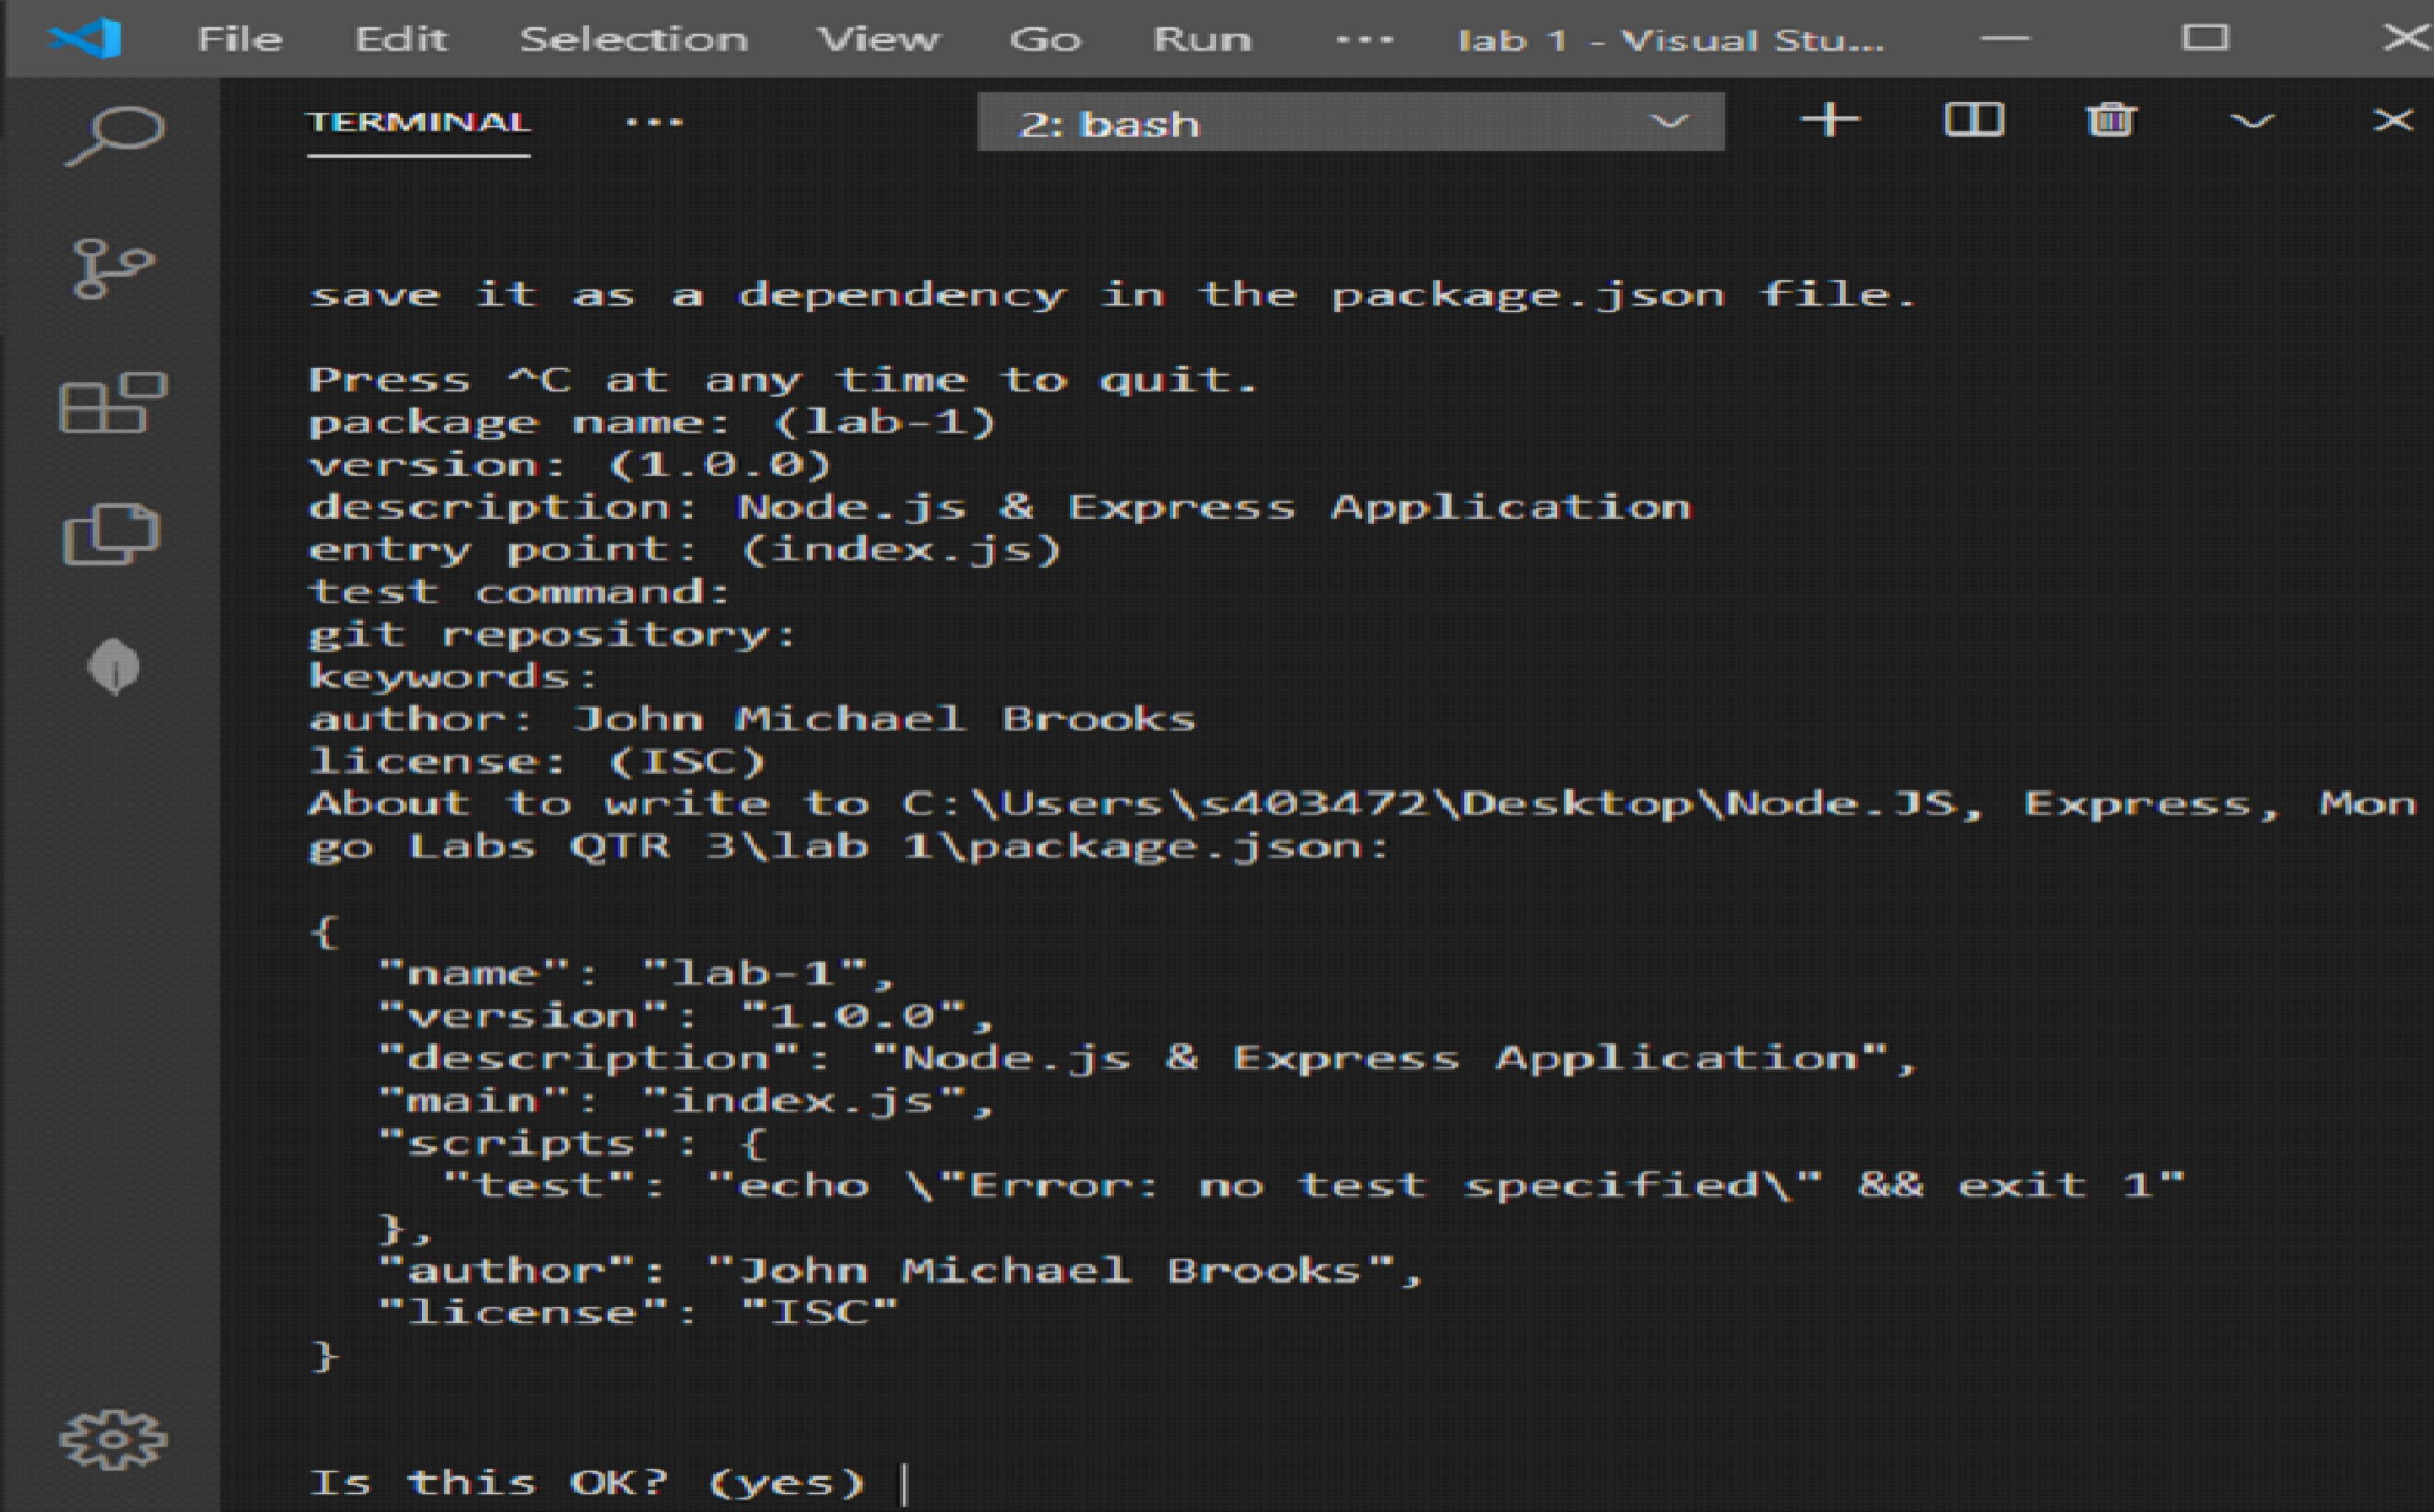 File Edit Selection View Go Run ··· lab 1 - Visual Stu...
TERMINAL ··· 2: bash
save it as a dependency in the package.json file.
Press ^C at any time to quit.
package name: (lab-1)
version: (1.0.0)
description: Node.js & Express Application
entry point: (index.js)
test command:
git repository:
keywords:
author: John Michael Brooks
license: (ISC)
About to write to C:\Users\s403472\Desktop\Node.JS, Express, Mon
go Labs QTR 3\lab 1\package.json:
{
  "name": "lab-1",
  "version": "1.0.0",
  "description": "Node.js & Express Application",
  "main": "index.js",
  "scripts": {
    "test": "echo \"Error: no test specified\" && exit 1"
  },
  "author": "John Michael Brooks",
  "license": "ISC"
}
Is this OK? (yes)